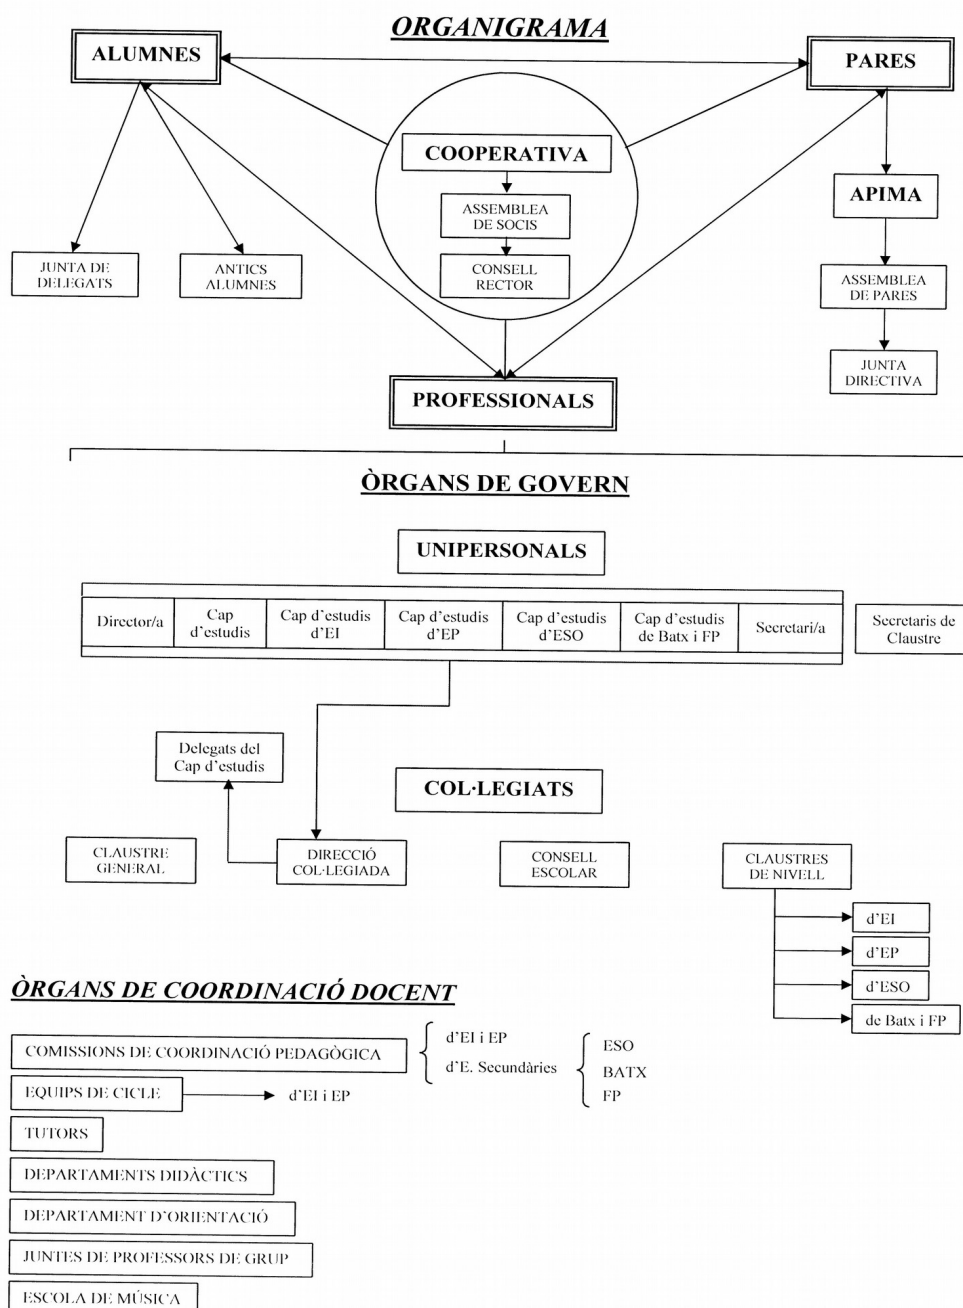 ORGANIGRAMA
ALUMNES
PARES
COOPERATIVA
ASSEMBLEA
DE SOCIS
CONSELL
RECTOR
APIMA
ASSEMBLEA
DE PARES
JUNTA
DIRECTIVA
JUNTA DE
DELEGATS
ANTICS
ALUMNES
PROFESSIONALS
ÒRGANS DE GOVERN
UNIPERSONALS
Director/a
Cap
d'estudis
Cap d'estudis
d'EI
Cap d'estudis
d'EP
Cap d'estudis
d'ESO
Cap d'estudis
de Batx i FP
Secretari/a
Secretaris de
Claustre
Delegats del
Cap d'estudis
COL·LEGIATS
CLAUSTRE
GENERAL
DIRECCIÓ
COL·LEGIADA
CONSELL
ESCOLAR
CLAUSTRES
DE NIVELL
d'EI
d'EP
d'ESO
de Batx i FP
ÒRGANS DE COORDINACIÓ DOCENT
COMISSIONS DE COORDINACIÓ PEDAGÒGICA
d'EI i EP
d'E. Secundàries
ESO
BATX
FP
EQUIPS DE CICLE
d'EI i EP
TUTORS
DEPARTAMENTS DIDÀCTICS
DEPARTAMENT D'ORIENTACIÓ
JUNTES DE PROFESSORS DE GRUP
ESCOLA DE MÚSICA